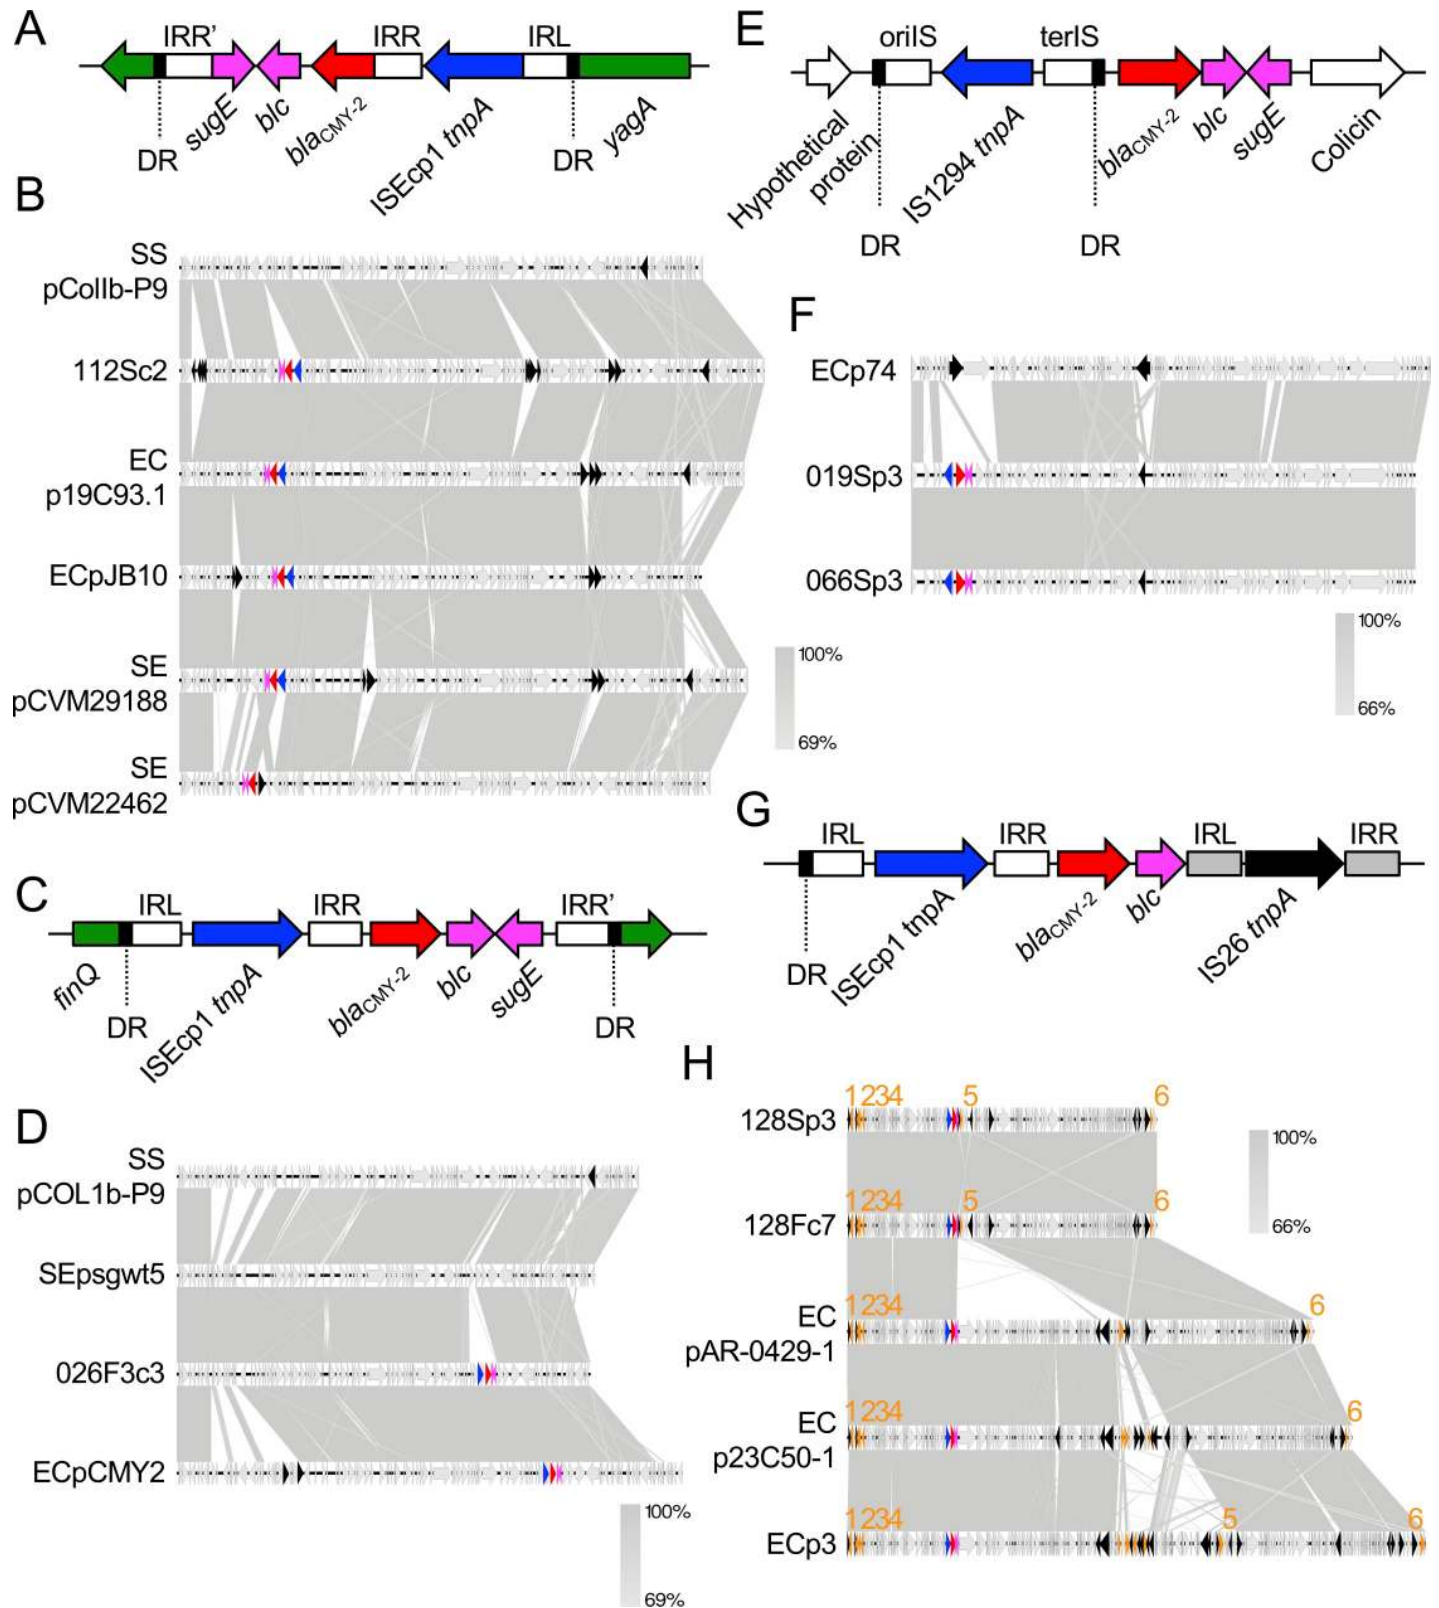 A
IRR'
IRR
IRL
DR
sugE
blc
blaCMY-2
ISEcp1 tnpA
DR
yagA
B
SS
pColIb-P9
112Sc2
EC
p19C93.1
ECpJB10
SE
pCVM29188
SE
pCVM22462
100%
69%
C
IRL
IRR
IRR'
finQ
DR
ISEcp1 tnpA
blaCMY-2
blc
sugE
DR
D
SS
pCOL1b-P9
SEpsgwt5
026F3c3
ECpCMY2
100%
69%
E
oriIS
terIS
Hypothetical
protein
DR
IS1294 tnpA
DR
blaCMY-2
blc
sugE
Colicin
F
ECp74
019Sp3
066Sp3
100%
66%
G
IRL
IRR
IRL
IRR
DR
ISEcp1 tnpA
blaCMY-2
blc
IS26 tnpA
H
1234 5 6
128Sp3
1234 5 6
128Fc7
1234 6
EC
pAR-0429-1
1234 6
EC
p23C50-1
1234 5 6
ECp3
100%
66%